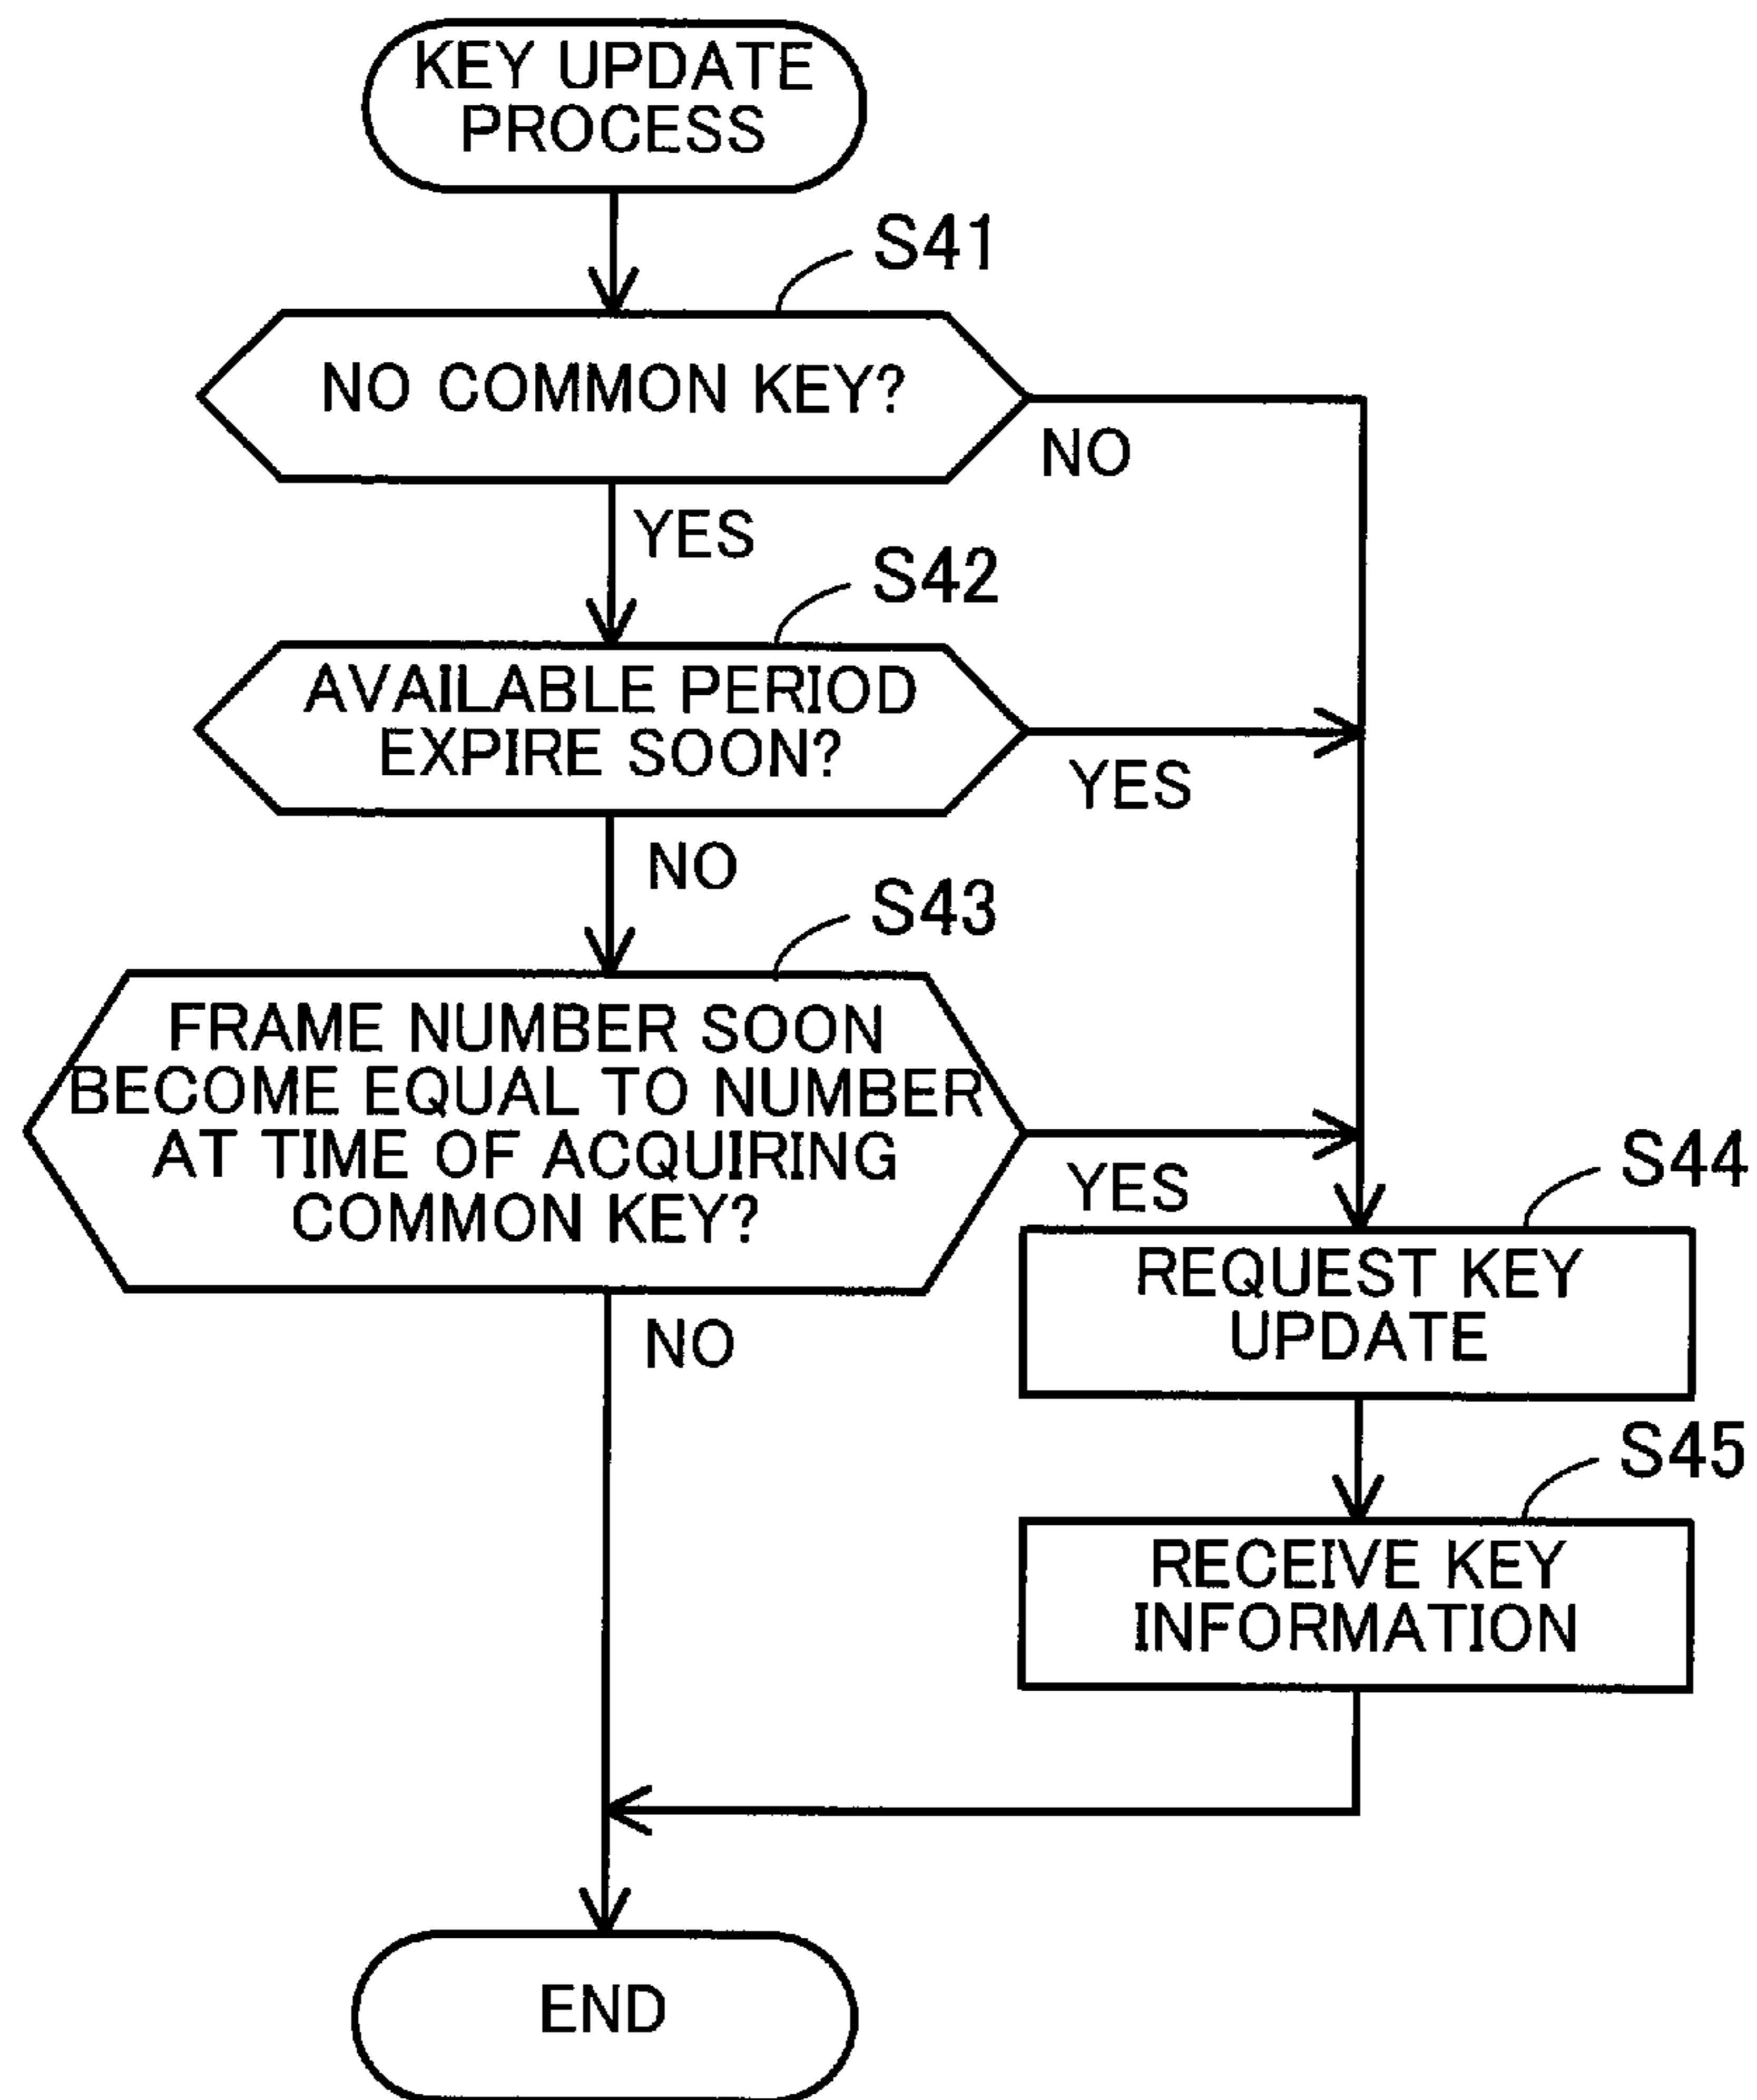 KEY UPDATE
PROCESS
S41
NO COMMON KEY?
NO
YES
S42
AVAILABLE PERIOD
EXPIRE SOON?
YES
NO
S43
FRAME NUMBER SOON
BECOME EQUAL TO NUMBER
AT TIME OF ACQUIRING
COMMON KEY?
YES
NO
S44
REQUEST KEY
UPDATE
S45
RECEIVE KEY
INFORMATION
END